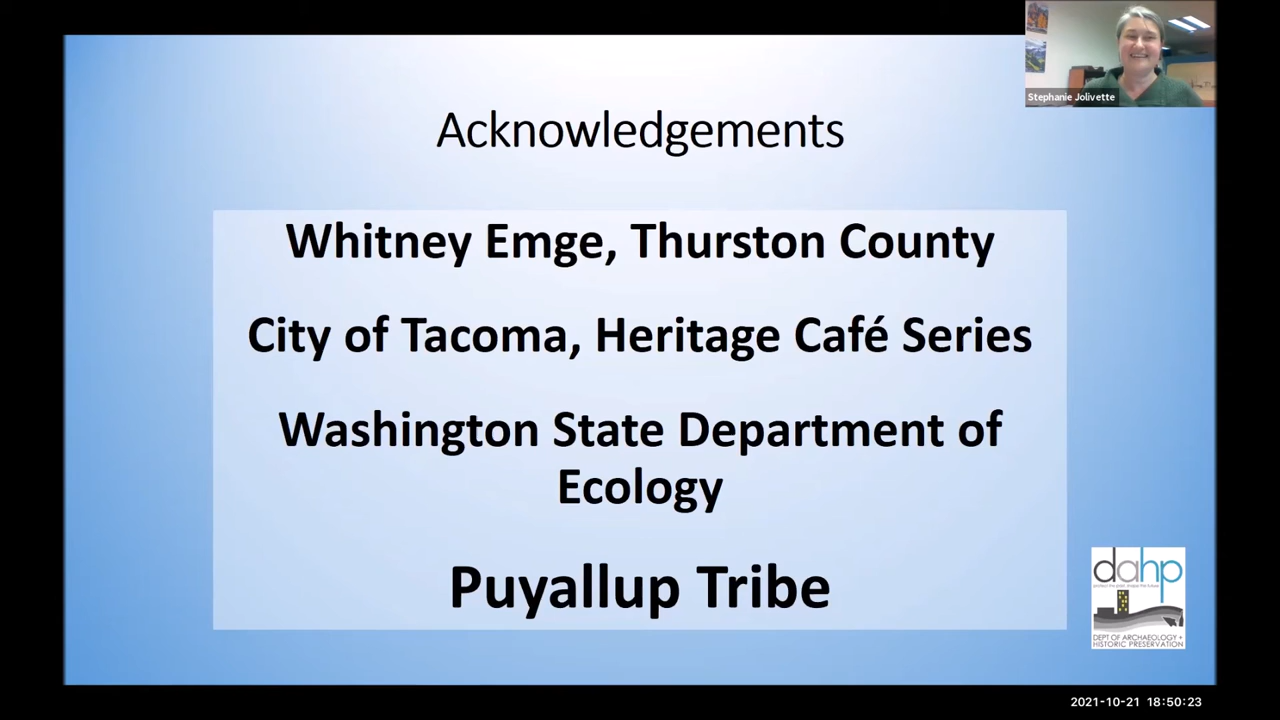 Stephanie Jolivette
Acknowledgements
Whitney Emge, Thurston County
City of Tacoma, Heritage Café Series
Washington State Department of
Ecology
Puyallup Tribe
dahp
DEPT OF ARCHAEOLOGY +
HISTORIC PRESERVATION
2021-10-21 18:50:23